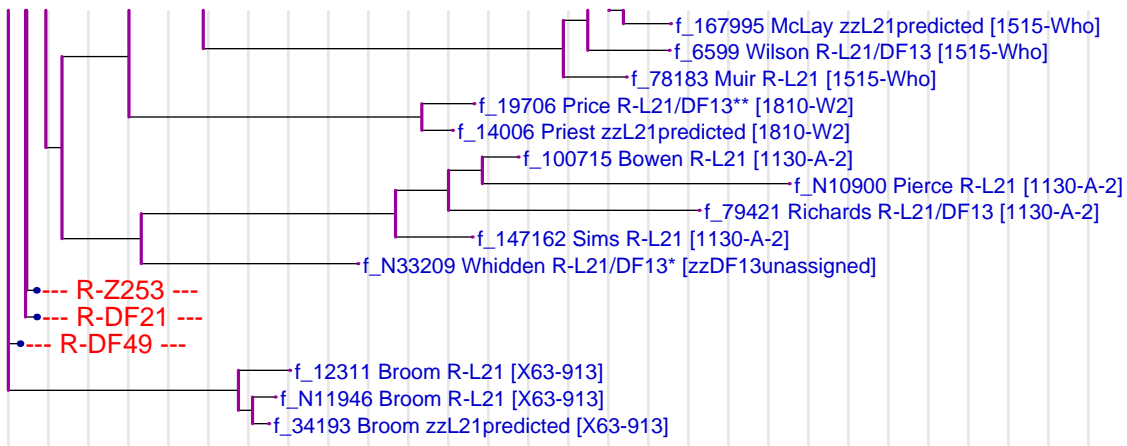 f_167995 McLay zzL21predicted [1515-Who]
f_6599 Wilson R-L21/DF13 [1515-Who]
f_78183 Muir R-L21 [1515-Who]
f_19706 Price R-L21/DF13** [1810-W2]
f_14006 Priest zzL21predicted [1810-W2]
f_100715 Bowen R-L21 [1130-A-2]
f_N10900 Pierce R-L21 [1130-A-2]
f_79421 Richards R-L21/DF13 [1130-A-2]
f_147162 Sims R-L21 [1130-A-2]
f_N33209 Whidden R-L21/DF13* [zzDF13unassigned]
--- R-Z253 ---
--- R-DF21 ---
--- R-DF49 ---
f_12311 Broom R-L21 [X63-913]
f_N11946 Broom R-L21 [X63-913]
f_34193 Broom zzL21predicted [X63-913]